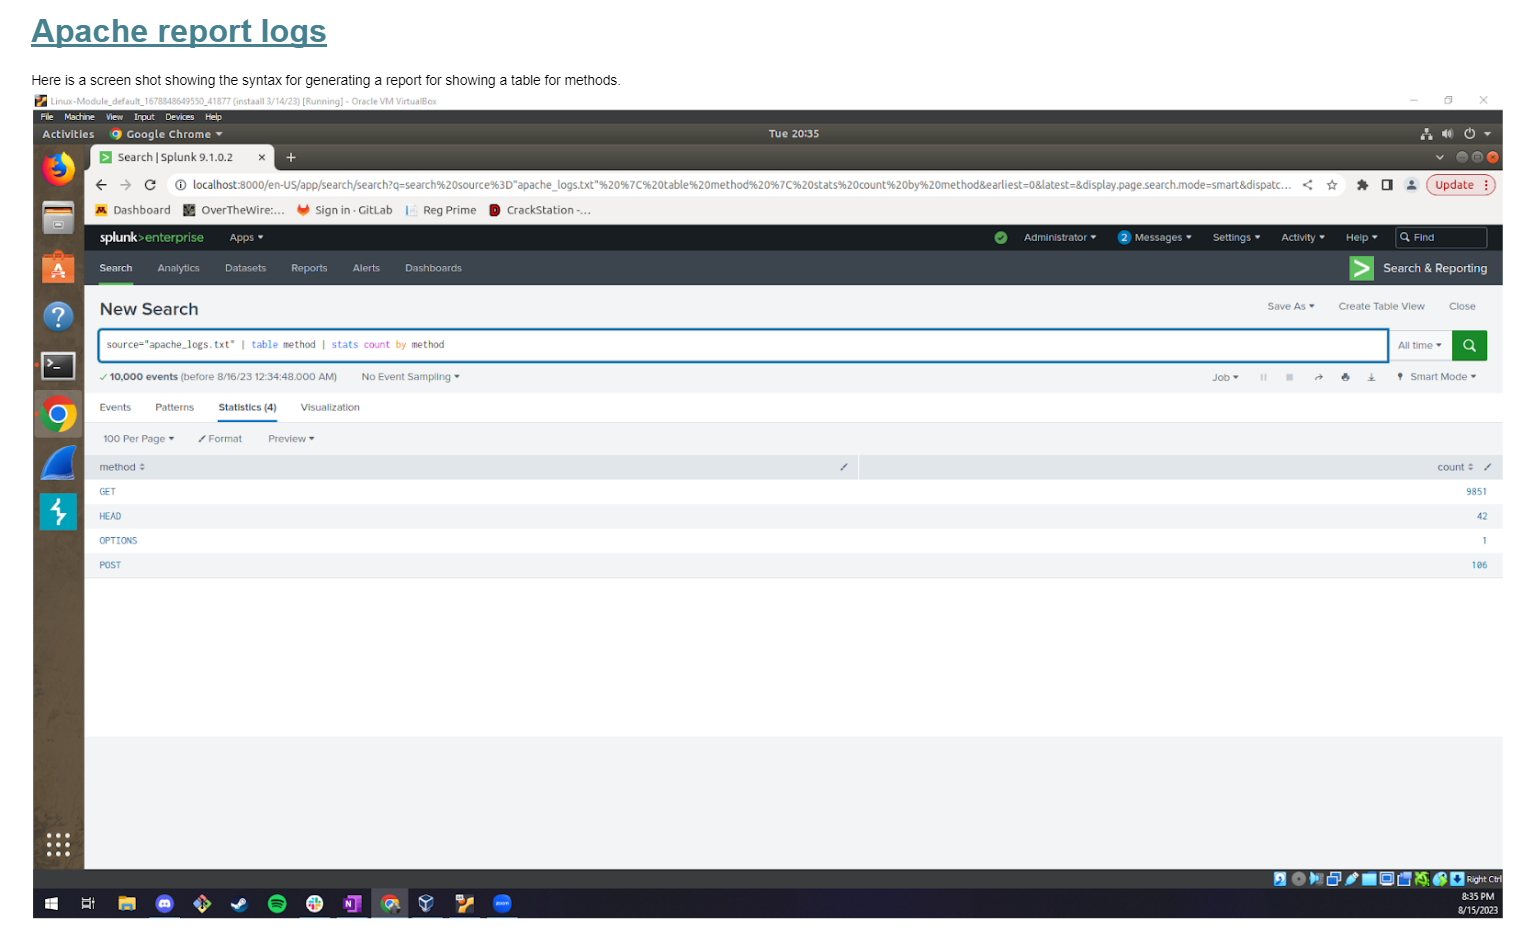 Apache report logs
Here is a screen shot showing the syntax for generating a report for showing a table for methods.
Linux-Module_default_1678848649550_41877 (instaall 3/14/23) [Running] - Oracle VM VirtualBox
File Machine View Input Devices Help
Activities Google Chrome Tue 20:35
Search | Splunk 9.1.0.2
localhost:8000/en-US/app/search/search?q=search%20source%3D"apache_logs.txt"%20%7C%20table%20method%20%7C%20stats%20count%20by%20method&earliest=0&latest=&display.page.search.mode=smart&dispatc... Update
Dashboard OverTheWire:... Sign in · GitLab Reg Prime CrackStation -...
splunk>enterprise Apps Administrator 2 Messages Settings Activity Help Find
Search Analytics Datasets Reports Alerts Dashboards Search & Reporting
New Search Save As Create Table View Close
source="apache_logs.txt" | table method | stats count by method All time
10,000 events (before 8/16/23 12:34:48.000 AM) No Event Sampling Job Smart Mode
Events Patterns Statistics (4) Visualization
100 Per Page Format Preview
method count
GET 9851
HEAD 42
OPTIONS 1
POST 106
Right Ctrl
8:35 PM
8/15/2023